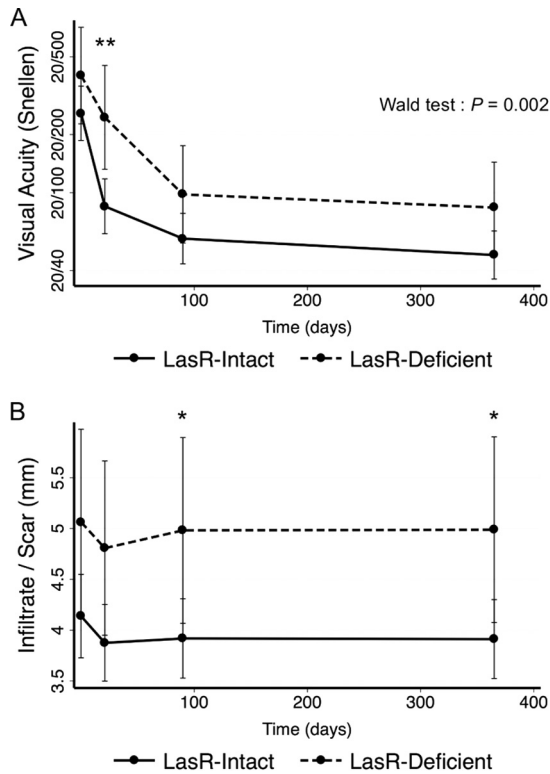 A
**
Visual Acuity (Snellen)
20/500
20/200
20/100
20/40
Wald test : P = 0.002
100
200
300
400
Time (days)
LasR-Intact
LasR-Deficient
B
*
*
Infiltrate / Scar (mm)
5.5
5
4.5
4
3.5
100
200
300
400
Time (days)
LasR-Intact
LasR-Deficient